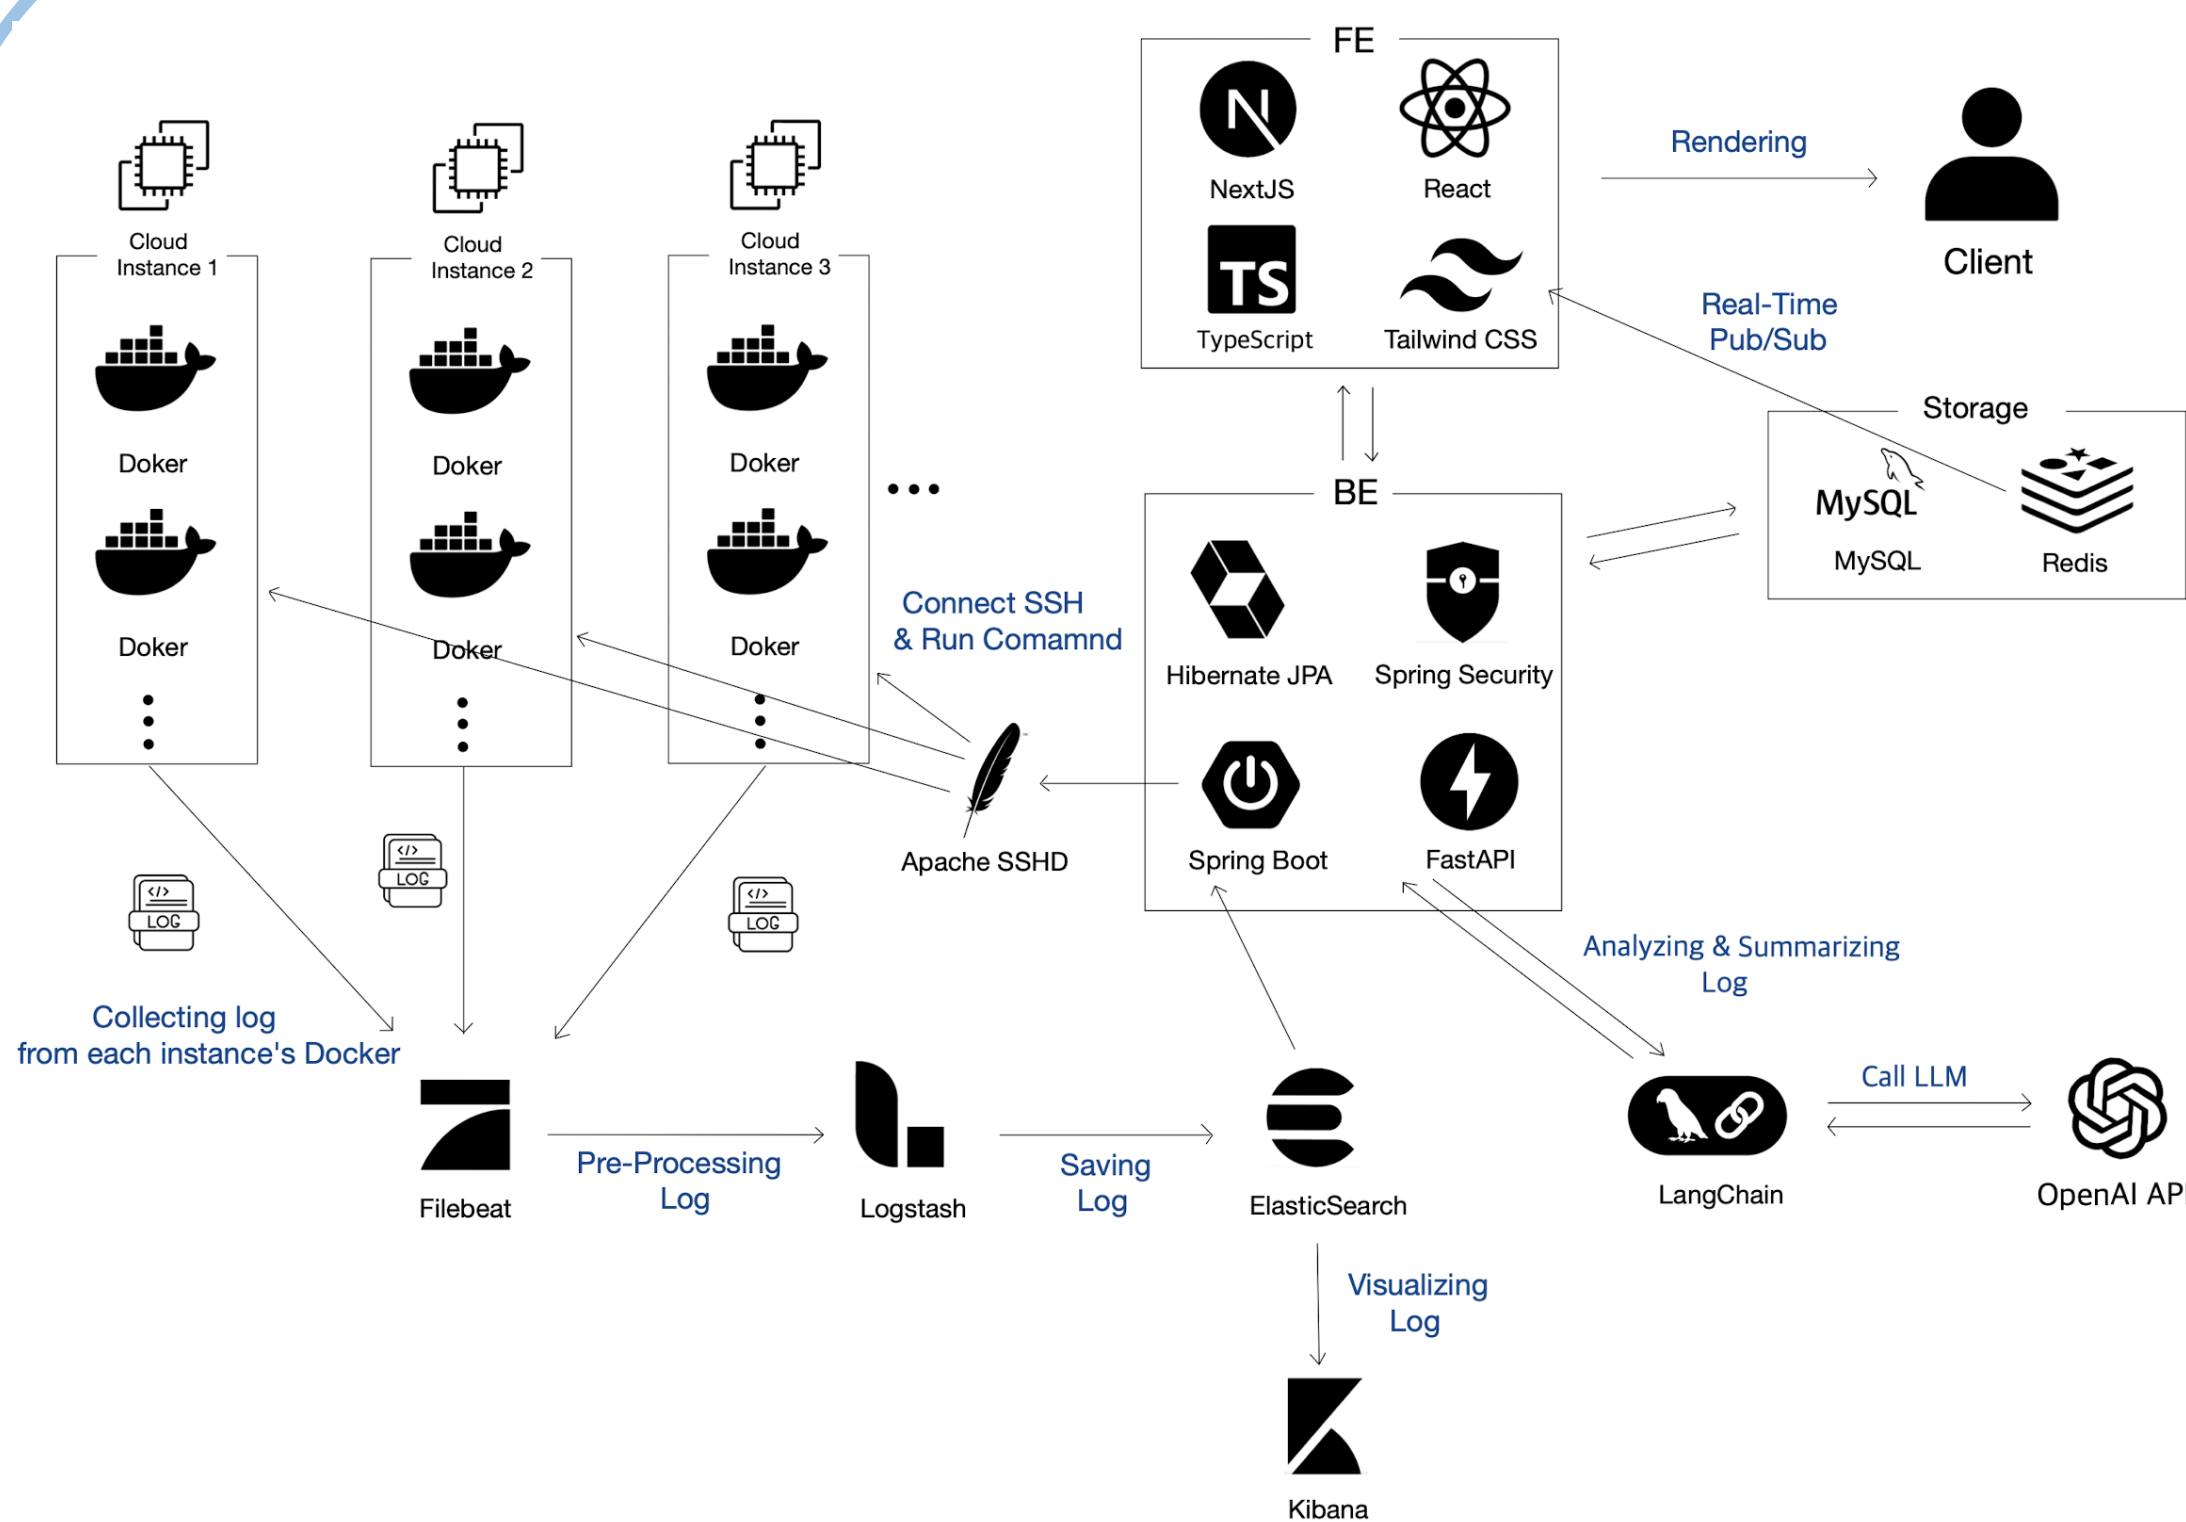 FE
NextJS
React
TypeScript
Tailwind CSS
Rendering
Client
Real-Time
Pub/Sub
Storage
MySQL
MySQL
Redis
Cloud
Instance 1
Doker
Doker
Cloud
Instance 2
Doker
Doker
Cloud
Instance 3
Doker
Doker
Connect SSH
& Run Comamnd
Apache SSHD
BE
Hibernate JPA
Spring Security
Spring Boot
FastAPI
</> LOG
</> LOG
</> LOG
Collecting log
from each instance's Docker
Filebeat
Pre-Processing
Log
Logstash
Saving
Log
ElasticSearch
Visualizing
Log
Kibana
Analyzing & Summarizing
Log
LangChain
Call LLM
OpenAI API
N
TS